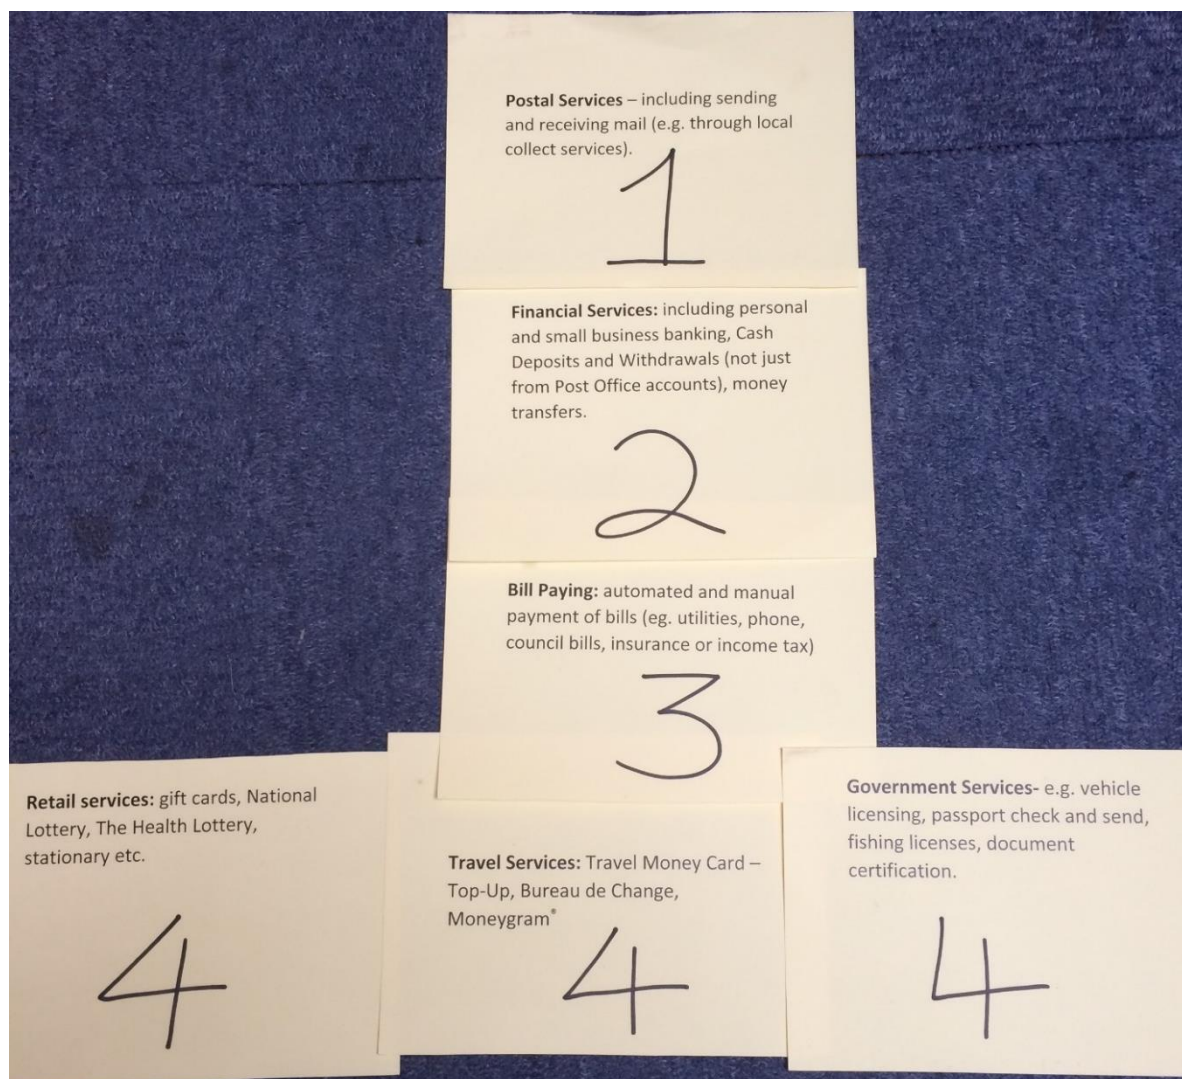 Postal Services – including sending
and receiving mail (e.g. through local
collect services).
1
Financial Services: including personal
and small business banking, Cash
Deposits and Withdrawals (not just
from Post Office accounts), money
transfers.
2
Bill Paying: automated and manual
payment of bills (eg. utilities, phone,
council bills, insurance or income tax)
3
Retail services: gift cards, National
Lottery, The Health Lottery,
stationary etc.
4
Travel Services: Travel Money Card –
Top-Up, Bureau de Change,
Moneygram®
4
Government Services- e.g. vehicle
licensing, passport check and send,
fishing licenses, document
certification.
4